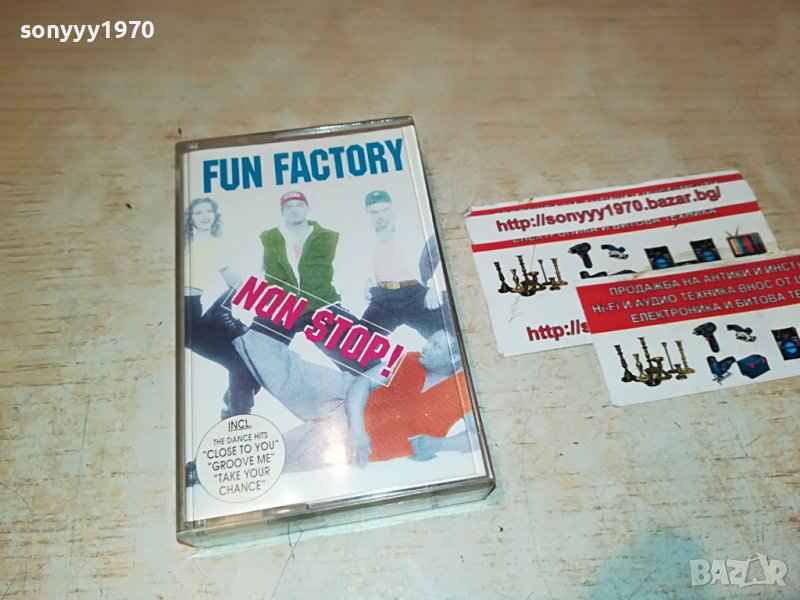 sonyyy1970
FUN FACTORY
NON STOP!
INCL.
THE DANCE HITS
"CLOSE TO YOU"
"GROOVE ME"
"TAKE YOUR
CHANCE"
http://sonyyy1970.bazar.bg/
ЕЛЕКТРОНИКА И БИТОВА ТЕХНИКА
http://s
ПРОДАЖБА НА АНТИКИ И ИНСТ
Hi-Fi И АУДИО ТЕХНИКА ВНОС ОТ
ЕЛЕКТРОНИКА И БИТОВА ТЕ
BAZAR